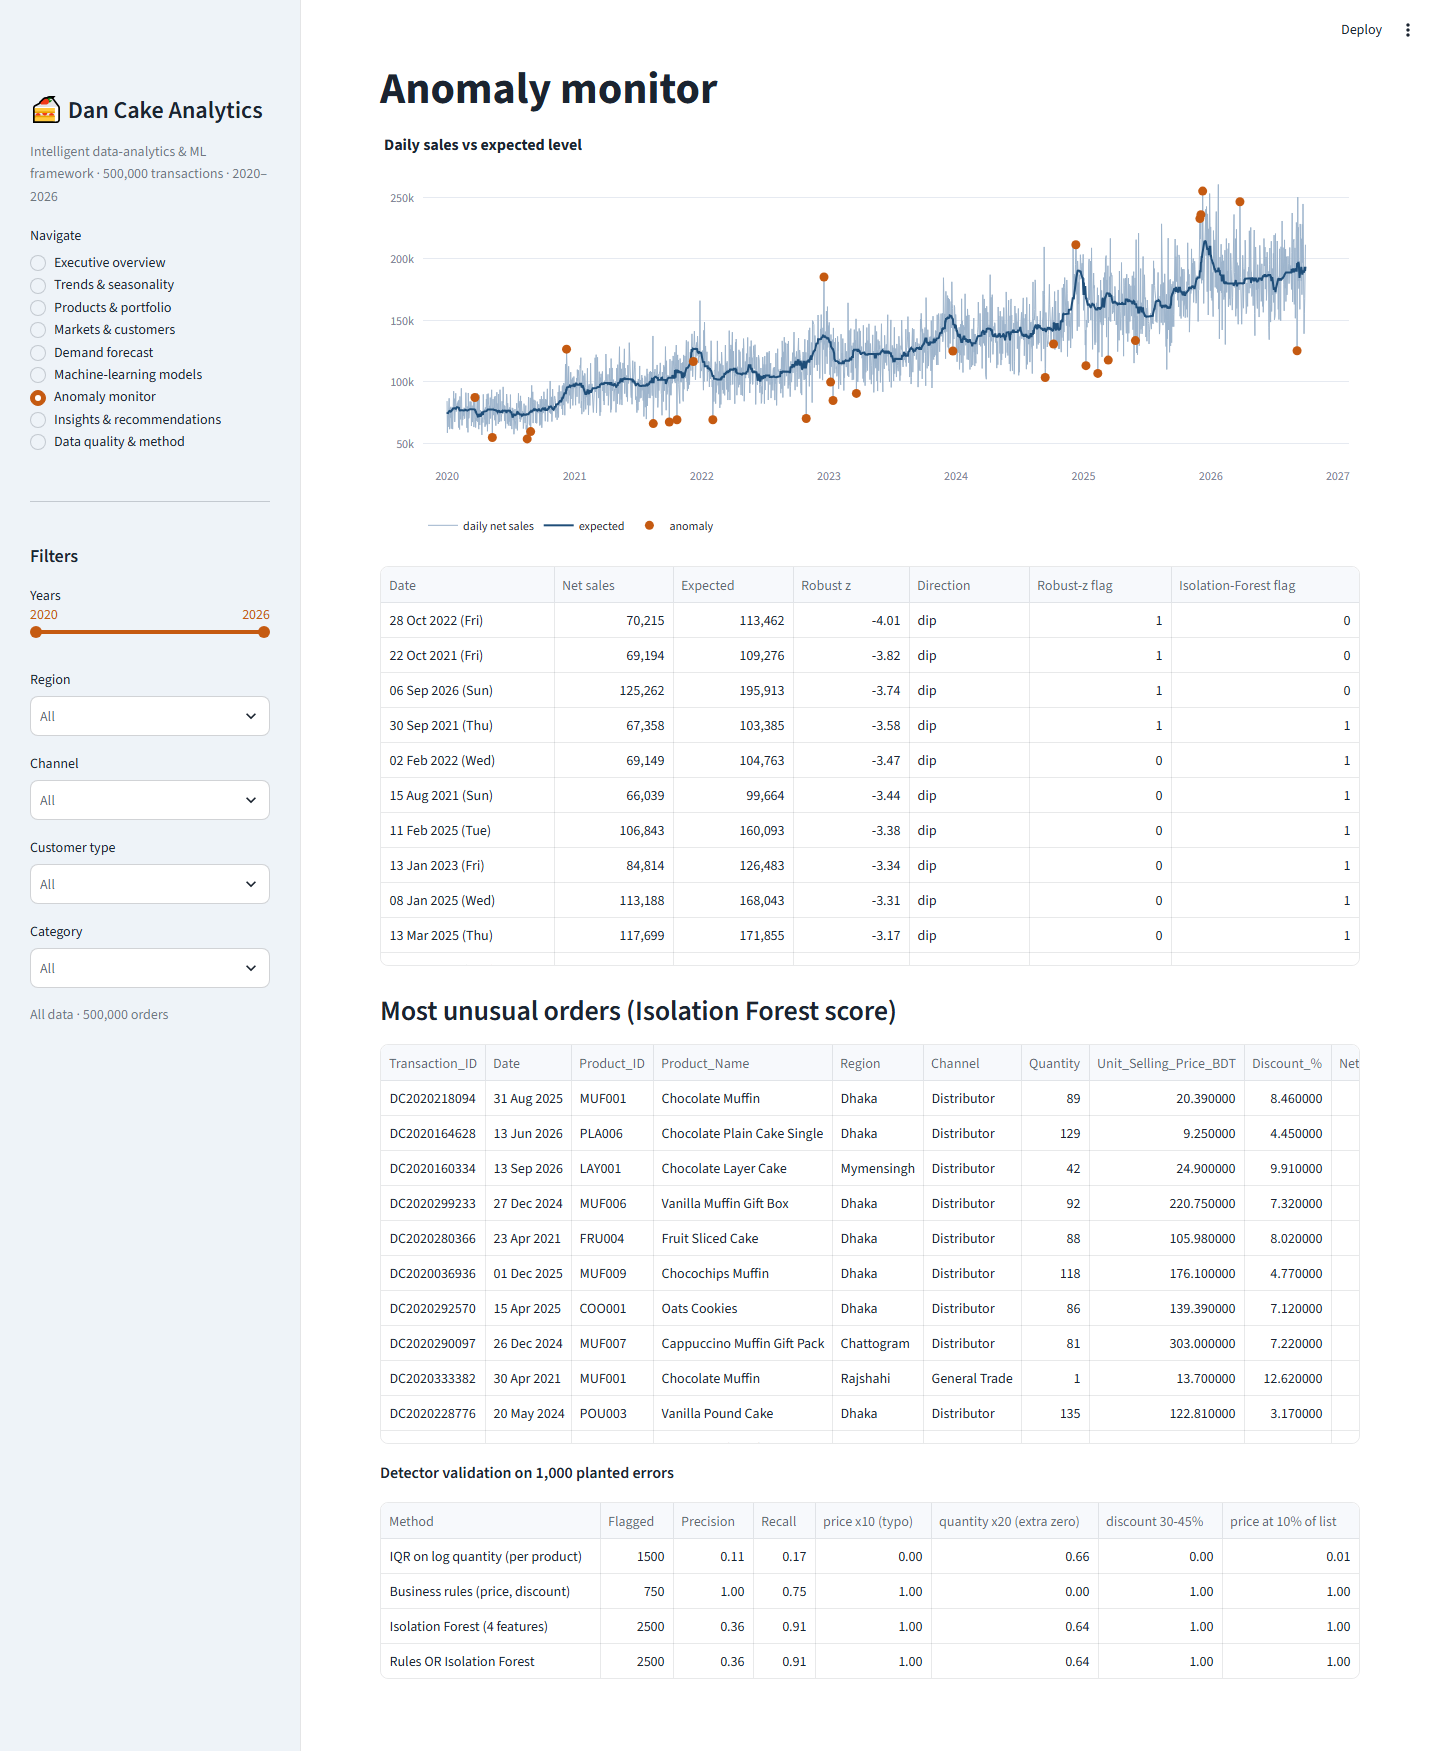 Deploy
🍰 Dan Cake Analytics
Intelligent data-analytics & ML
framework · 500,000 transactions · 2020–
2026
Navigate
Executive overview
Trends & seasonality
Products & portfolio
Markets & customers
Demand forecast
Machine-learning models
Anomaly monitor
Insights & recommendations
Data quality & method
Filters
Years
2020 2026
Region
All
Channel
All
Customer type
All
Category
All
All data · 500,000 orders
Anomaly monitor
Daily sales vs expected level
250k
200k
150k
100k
50k
2020 2021 2022 2023 2024 2025 2026 2027
daily net sales expected anomaly
Date Net sales Expected Robust z Direction Robust-z flag Isolation-Forest flag
28 Oct 2022 (Fri) 70,215 113,462 -4.01 dip 1 0
22 Oct 2021 (Fri) 69,194 109,276 -3.82 dip 1 0
06 Sep 2026 (Sun) 125,262 195,913 -3.74 dip 1 0
30 Sep 2021 (Thu) 67,358 103,385 -3.58 dip 1 1
02 Feb 2022 (Wed) 69,149 104,763 -3.47 dip 0 1
15 Aug 2021 (Sun) 66,039 99,664 -3.44 dip 0 1
11 Feb 2025 (Tue) 106,843 160,093 -3.38 dip 0 1
13 Jan 2023 (Fri) 84,814 126,483 -3.34 dip 0 1
08 Jan 2025 (Wed) 113,188 168,043 -3.31 dip 0 1
13 Mar 2025 (Thu) 117,699 171,855 -3.17 dip 0 1
Most unusual orders (Isolation Forest score)
Transaction_ID Date Product_ID Product_Name Region Channel Quantity Unit_Selling_Price_BDT Discount_% Net
DC2020218094 31 Aug 2025 MUF001 Chocolate Muffin Dhaka Distributor 89 20.390000 8.460000
DC2020164628 13 Jun 2026 PLA006 Chocolate Plain Cake Single Dhaka Distributor 129 9.250000 4.450000
DC2020160334 13 Sep 2026 LAY001 Chocolate Layer Cake Mymensingh Distributor 42 24.900000 9.910000
DC2020299233 27 Dec 2024 MUF006 Vanilla Muffin Gift Box Dhaka Distributor 92 220.750000 7.320000
DC2020280366 23 Apr 2021 FRU004 Fruit Sliced Cake Dhaka Distributor 88 105.980000 8.020000
DC2020036936 01 Dec 2025 MUF009 Chocochips Muffin Dhaka Distributor 118 176.100000 4.770000
DC2020292570 15 Apr 2025 COO001 Oats Cookies Dhaka Distributor 86 139.390000 7.120000
DC2020290097 26 Dec 2024 MUF007 Cappuccino Muffin Gift Pack Chattogram Distributor 81 303.000000 7.220000
DC2020333382 30 Apr 2021 MUF001 Chocolate Muffin Rajshahi General Trade 1 13.700000 12.620000
DC2020228776 20 May 2024 POU003 Vanilla Pound Cake Dhaka Distributor 135 122.810000 3.170000
Detector validation on 1,000 planted errors
Method Flagged Precision Recall price x10 (typo) quantity x20 (extra zero) discount 30-45% price at 10% of list
IQR on log quantity (per product) 1500 0.11 0.17 0.00 0.66 0.00 0.01
Business rules (price, discount) 750 1.00 0.75 1.00 0.00 1.00 1.00
Isolation Forest (4 features) 2500 0.36 0.91 1.00 0.64 1.00 1.00
Rules OR Isolation Forest 2500 0.36 0.91 1.00 0.64 1.00 1.00